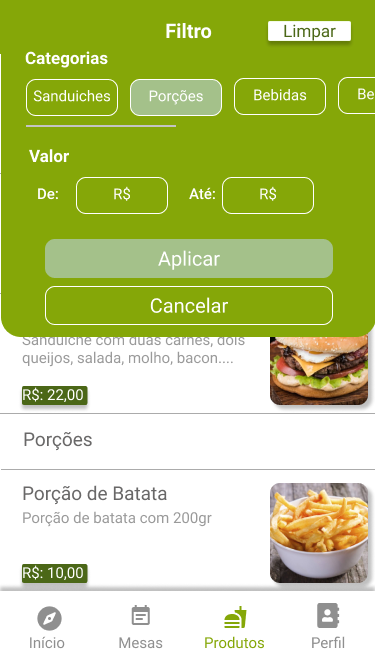 Filtro
Limpar
Categorias
Sanduiches
Porções
Bebidas
Be
Valor
De:
R$
Até:
R$
Aplicar
Cancelar
Sanduiche com duas carnes, dois
queijos, salada, molho, bacon....
R$: 22,00
Porções
Porção de Batata
Porção de batata com 200gr
R$: 10,00
Início
Mesas
Produtos
Perfil